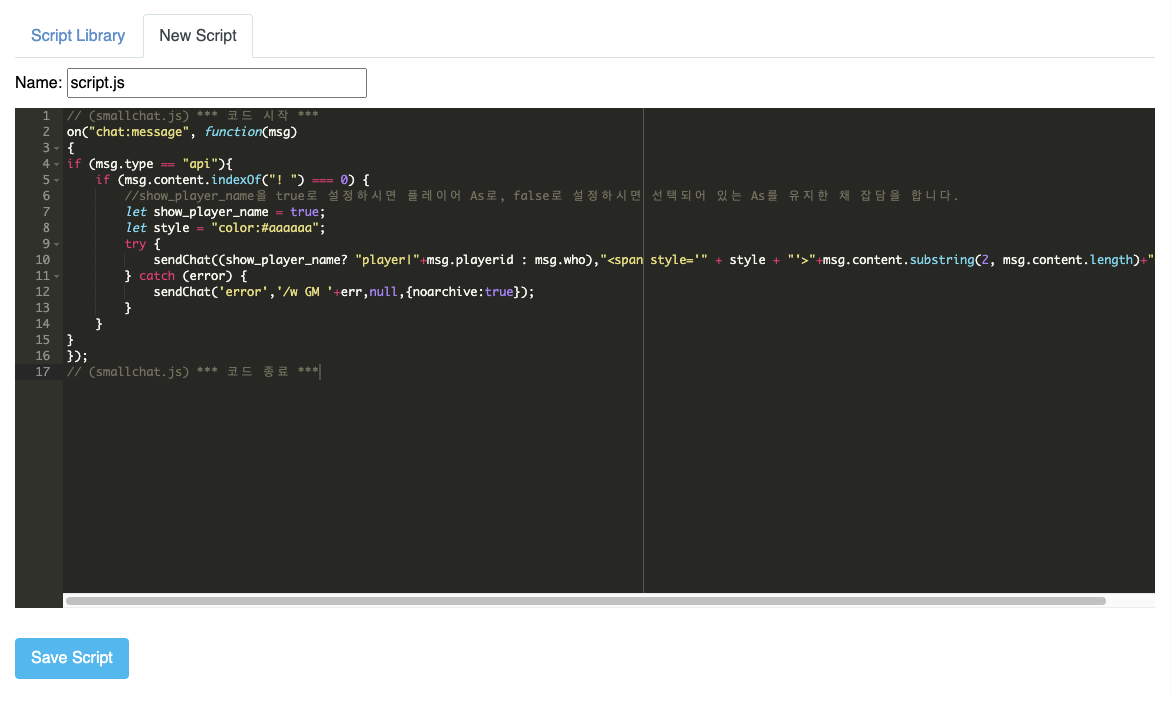 Script Library New Script
Name: script.js
1 // (smallchat.js) *** 코드 시작 ***
2 on("chat:message", function(msg)
3 {
4 if (msg.type == "api"){
5 if (msg.content.indexOf("! ") === 0) {
6 //show_player_name을 true로 설정하시면 플레이어 As로, false로 설정하시면 선택되어 있는 As를 유지한 채 잡담을 합니다.
7 let show_player_name = true;
8 let style = "color:#aaaaaa";
9 try {
10 sendChat((show_player_name? "player|"+msg.playerid : msg.who),"<span style='" + style + "'>"+msg.content.substring(2, msg.content.length)+"
11 } catch (error) {
12 sendChat('error','/w GM '+err,null,{noarchive:true});
13 }
14 }
15 }
16 });
17 // (smallchat.js) *** 코드 종료 ***
Save Script